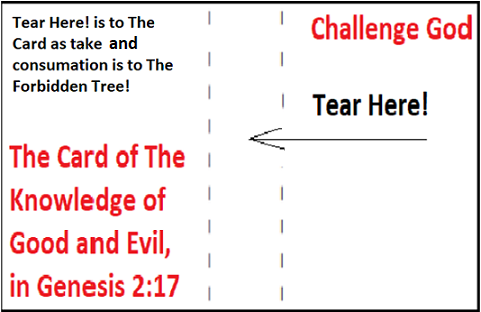 Tear Here! is to The
Card as take and
consumation is to The
Forbidden Tree!
The Card of The
Knowledge of
Good and Evil,
in Genesis 2:17
Challenge God
Tear Here!